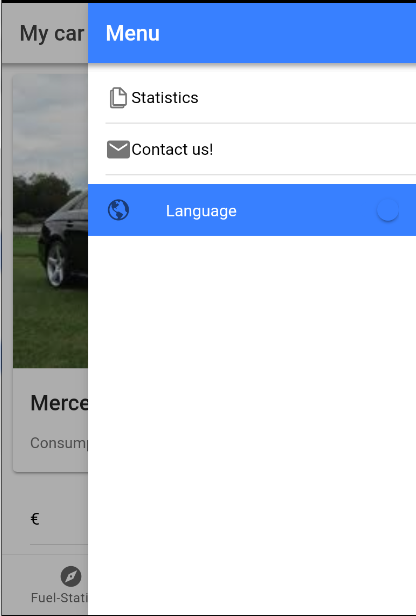 My car
Menu
Statistics
Contact us!
Language
Merce
Consump
€
Fuel-Stati